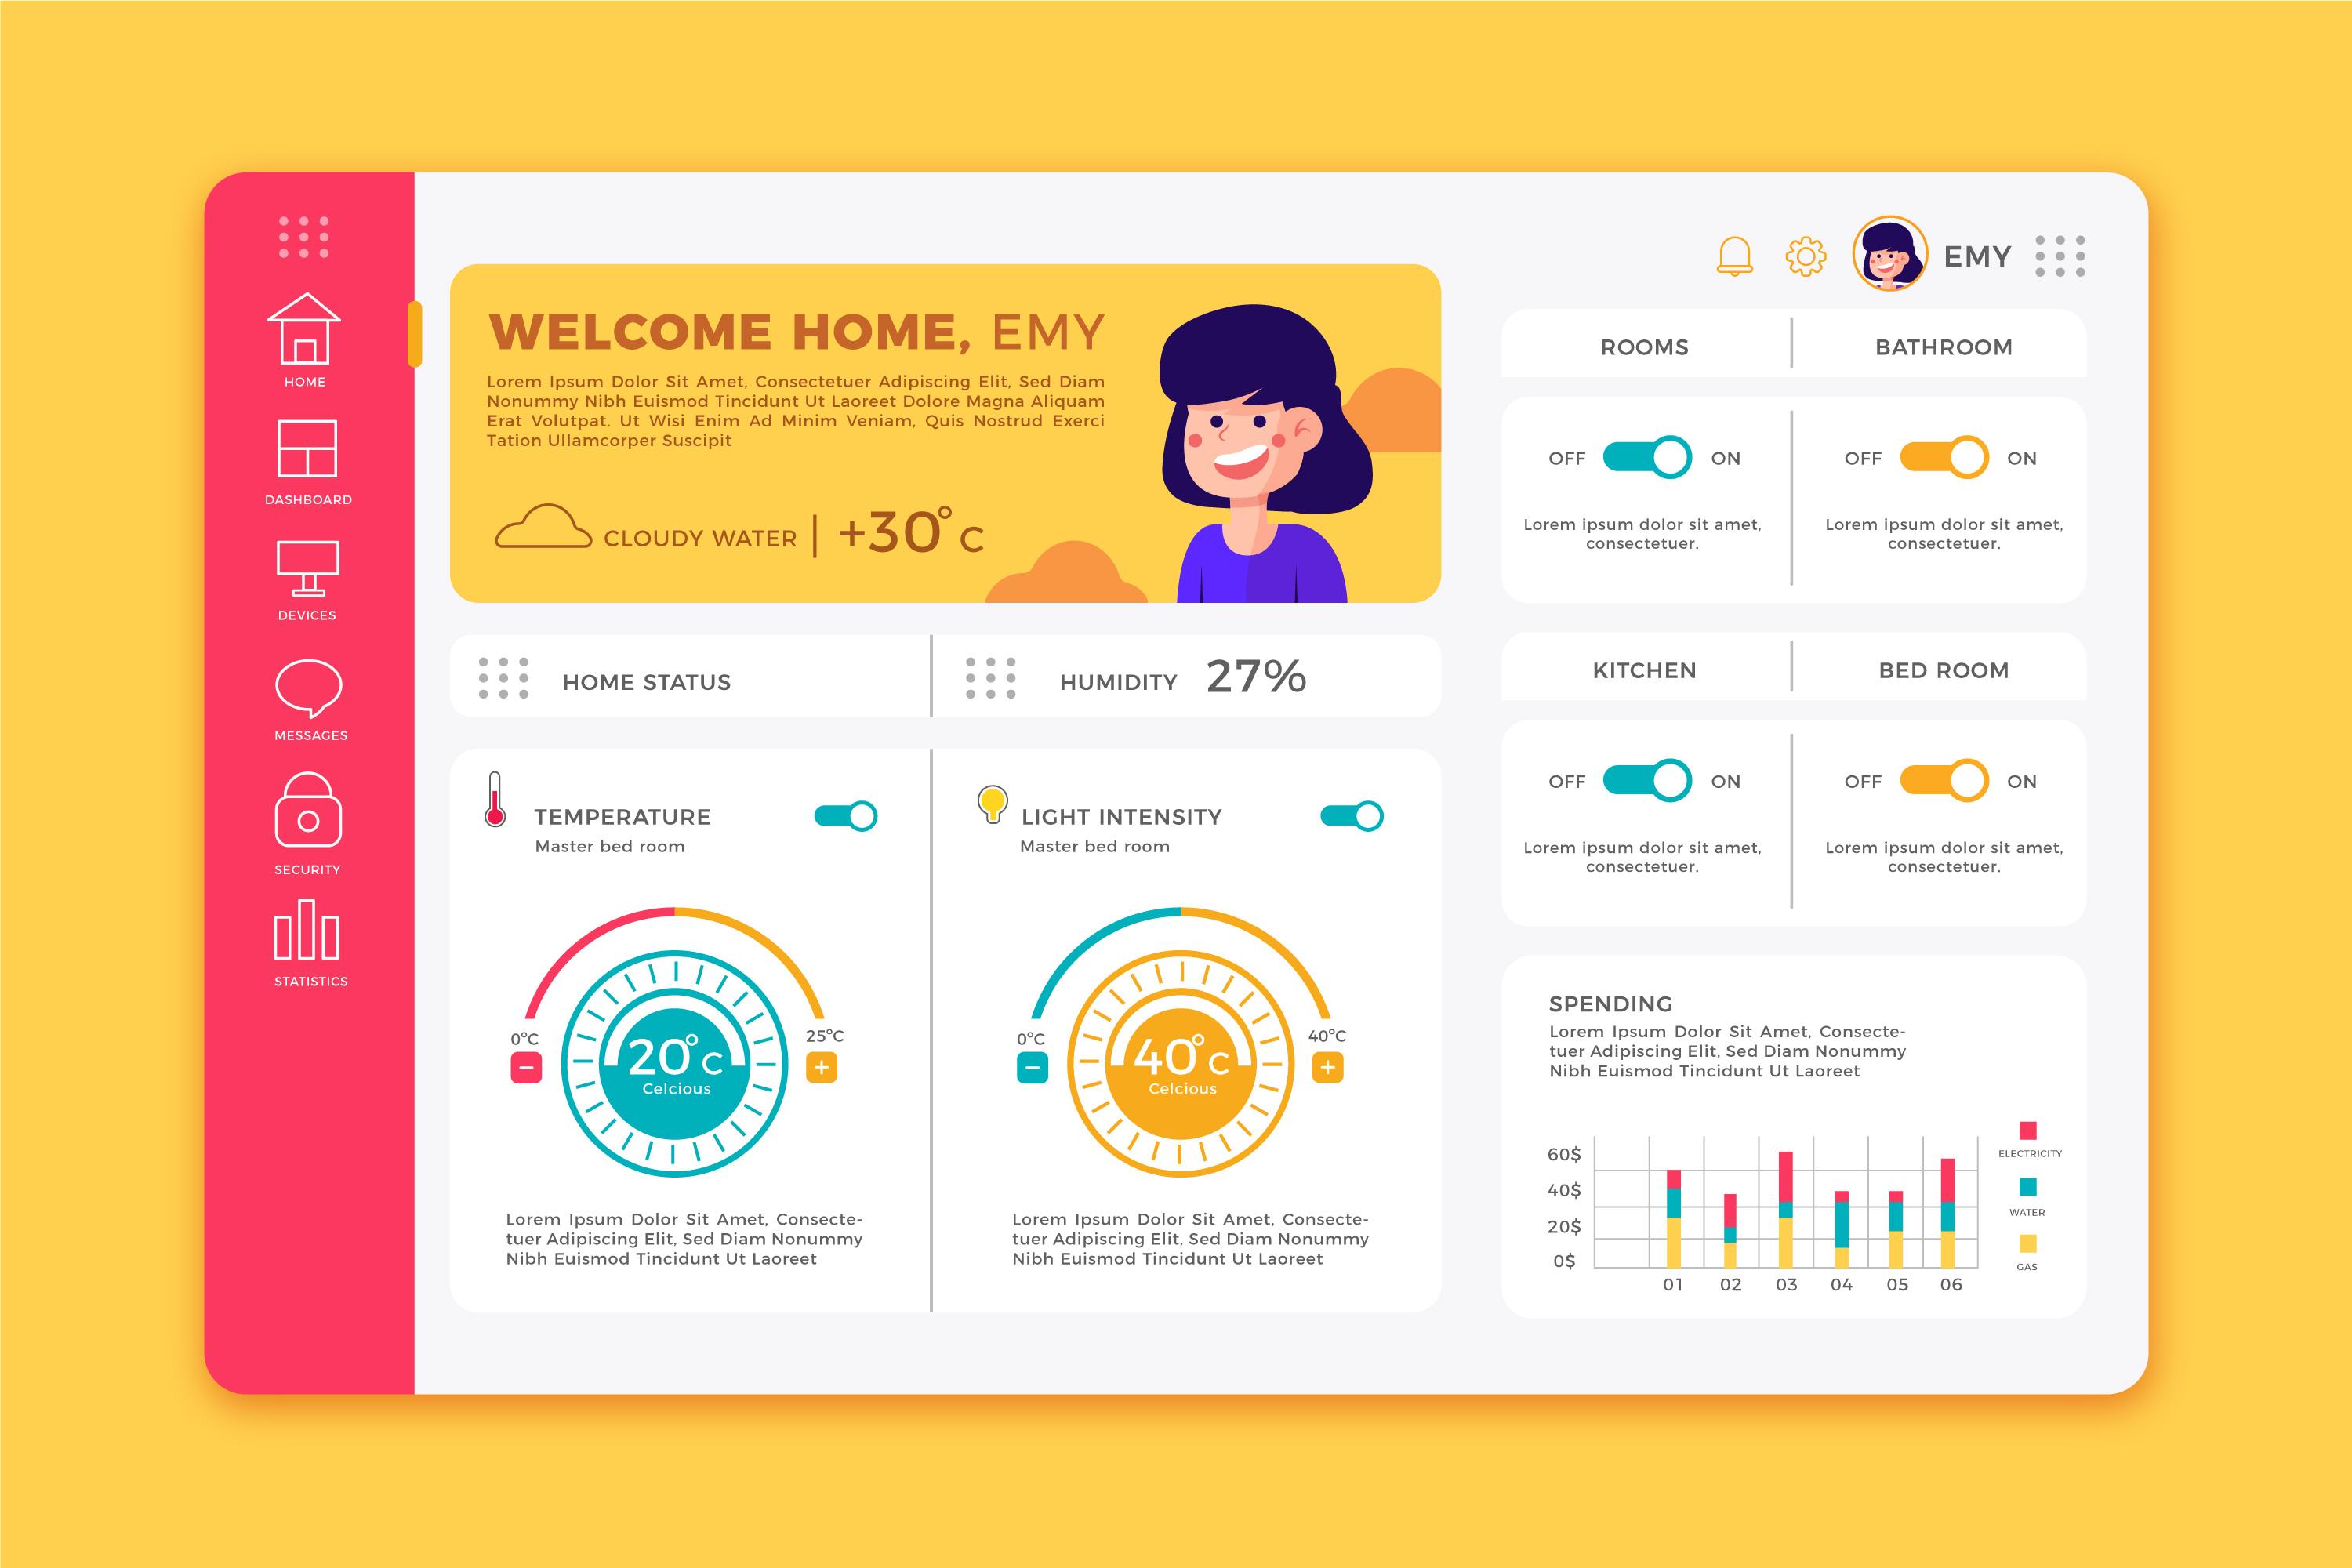 HOME
DASHBOARD
DEVICES
MESSAGES
SECURITY
STATISTICS
WELCOME HOME, EMY
Lorem Ipsum Dolor Sit Amet, Consectetuer Adipiscing Elit, Sed Diam
Nonummy Nibh Euismod Tincidunt Ut Laoreet Dolore Magna Aliquam
Erat Volutpat. Ut Wisi Enim Ad Minim Veniam, Quis Nostrud Exerci
Tation Ullamcorper Suscipit
CLOUDY WATER | +30°C
HOME STATUS
HUMIDITY 27%
TEMPERATURE
Master bed room
0°C
25°C
−
+
20°C
Celcious
Lorem Ipsum Dolor Sit Amet, Consecte-
tuer Adipiscing Elit, Sed Diam Nonummy
Nibh Euismod Tincidunt Ut Laoreet
LIGHT INTENSITY
Master bed room
0°C
40°C
−
+
40°C
Celcious
Lorem Ipsum Dolor Sit Amet, Consecte-
tuer Adipiscing Elit, Sed Diam Nonummy
Nibh Euismod Tincidunt Ut Laoreet
EMY
ROOMS
BATHROOM
OFF ON
Lorem ipsum dolor sit amet,
consectetuer.
OFF ON
Lorem ipsum dolor sit amet,
consectetuer.
KITCHEN
BED ROOM
OFF ON
Lorem ipsum dolor sit amet,
consectetuer.
OFF ON
Lorem ipsum dolor sit amet,
consectetuer.
SPENDING
Lorem Ipsum Dolor Sit Amet, Consecte-
tuer Adipiscing Elit, Sed Diam Nonummy
Nibh Euismod Tincidunt Ut Laoreet
60$
40$
20$
0$
01 02 03 04 05 06
ELECTRICITY
WATER
GAS